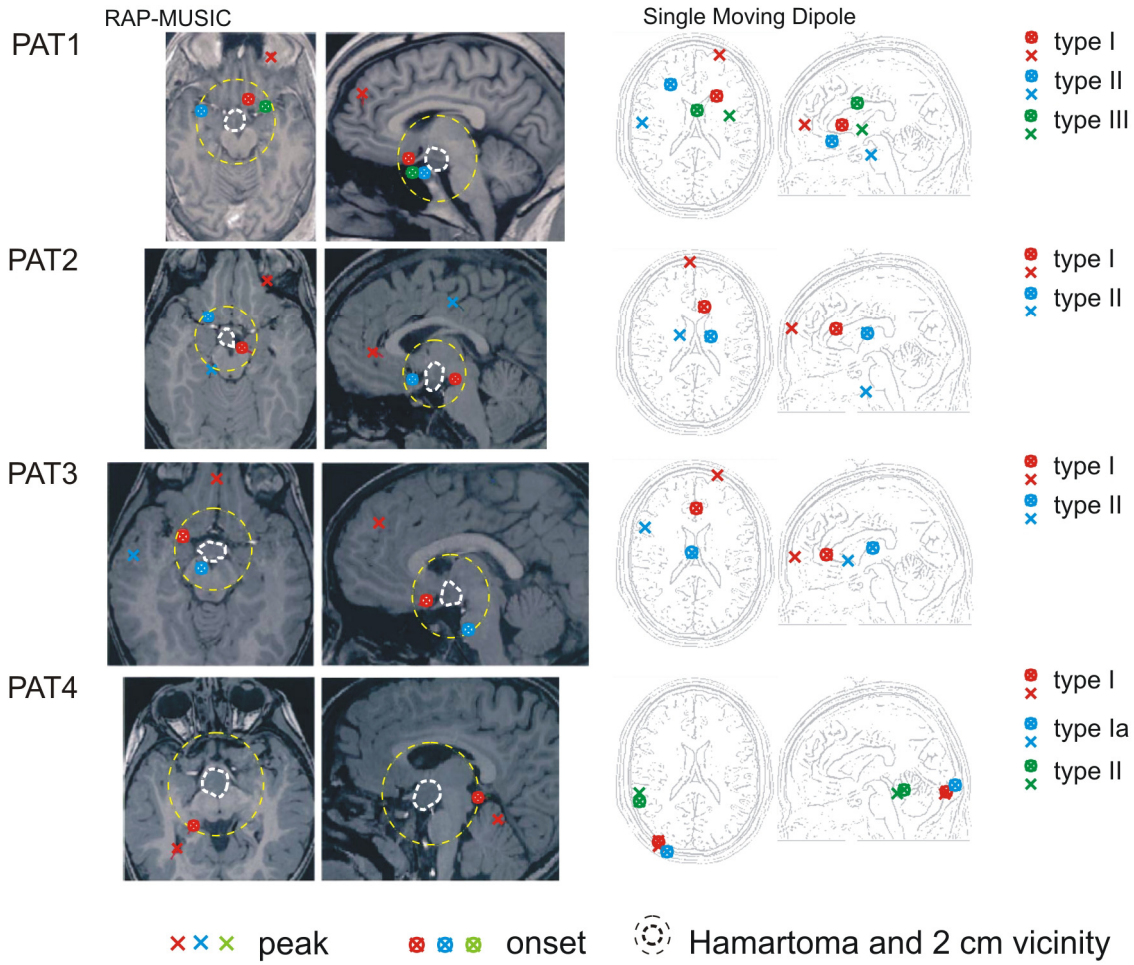 RAP-MUSIC
Single Moving Dipole
PAT1
type I
type II
type III
PAT2
type I
type II
PAT3
type I
type II
PAT4
type I
type Ia
type II
peak
onset
Hamartoma and 2 cm vicinity